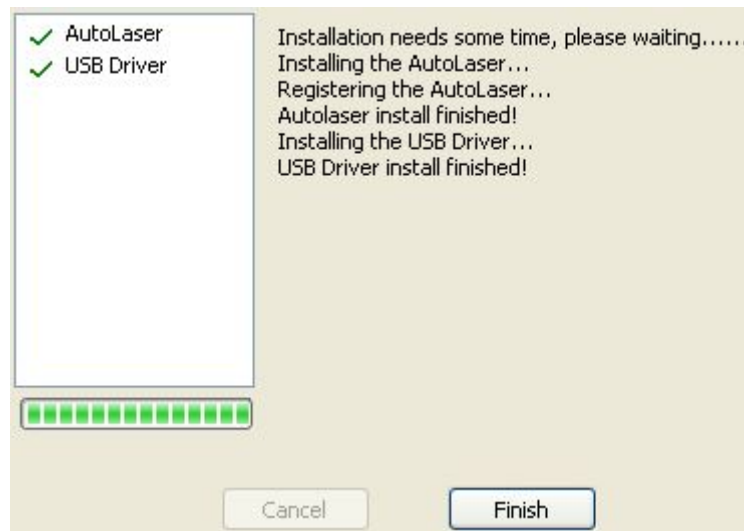 AutoLaser
USB Driver
Installation needs some time, please waiting......
Installing the AutoLaser...
Registering the AutoLaser...
Autolaser install finished!
Installing the USB Driver...
USB Driver install finished!
Cancel
Finish